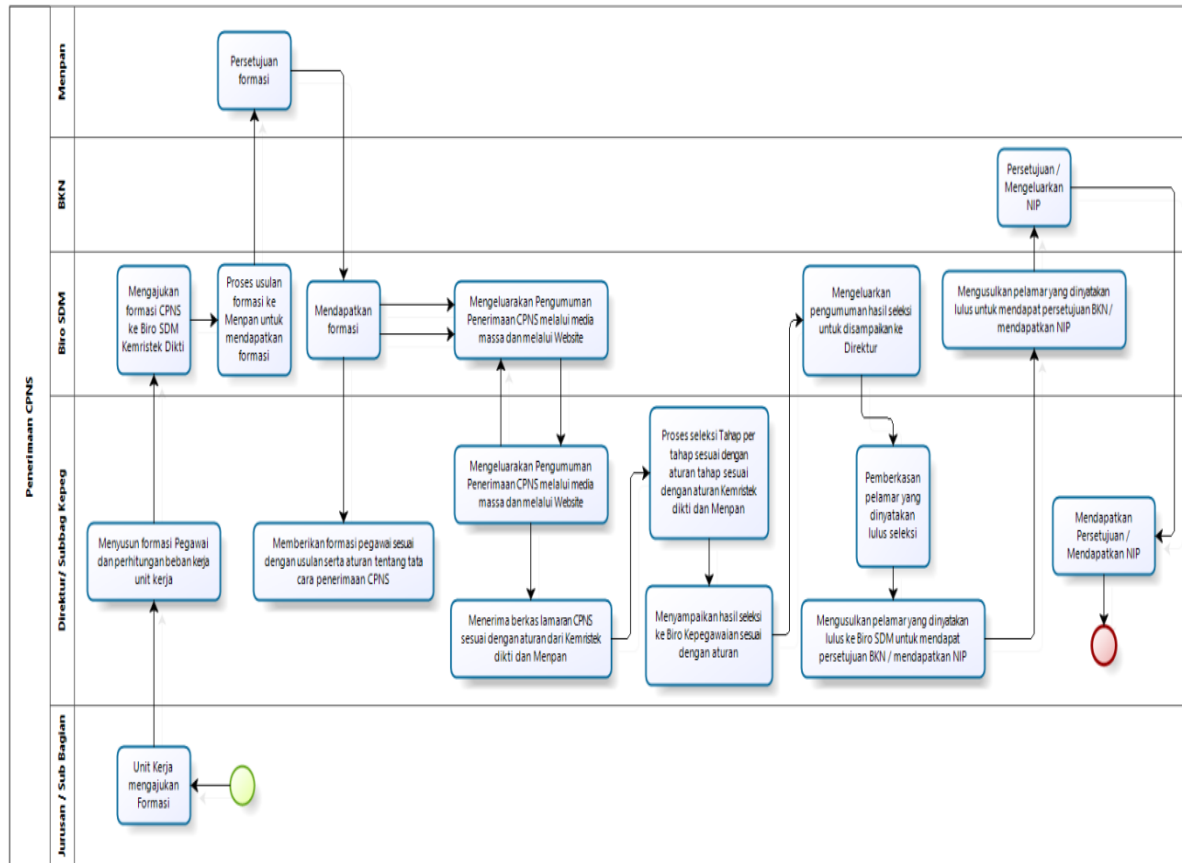 Penerimaan CPNS
Menpan
Persetujuan
formasi
BKN
Persetujuan /
Mengeluarkan
NIP
Biro SDM
Mengajukan
formasi CPNS
ke Biro SDM
Kemristek Dikti
Proses usulan
formasi ke
Menpan untuk
mendapatkan
formasi
Mendapatkan
formasi
Mengeluarakan Pengumuman
Penerimaan CPNS melalui media
massa dan melalui Website
Mengeluarkan
pengumuman hasil seleksi
untuk disampaikan ke
Direktur
Mengusulkan pelamar yang dinyatakan
lulus untuk mendapat persetujuan BKN /
mendapatkan NIP
Direktur/ Subbag Kepeg
Menyusun formasi Pegawai
dan perhitungan beban kerja
unit kerja
Memberikan formasi pegawai sesuai
dengan usulan serta aturan tentang tata
cara penerimaan CPNS
Mengeluarakan Pengumuman
Penerimaan CPNS melalui media
massa dan melalui Website
Menerima berkas lamaran CPNS
sesuai dengan aturan dari Kemristek
dikti dan Menpan
Proses seleksi Tahap per
tahap sesuai dengan
aturan tahap sesuai
dengan aturan Kemristek
dikti dan Menpan
Menyampaikan hasil seleksi
ke Biro Kepegawaian sesuai
dengan aturan
Pemberkasan
pelamar yang
dinyatakan
lulus seleksi
Mengusulkan pelamar yang dinyatakan
lulus ke Biro SDM untuk mendapat
persetujuan BKN / mendapatkan NIP
Mendapatkan
Persetujuan /
Mendapatkan NIP
Jurusan / Sub Bagian
Unit Kerja
mengajukan
Formasi